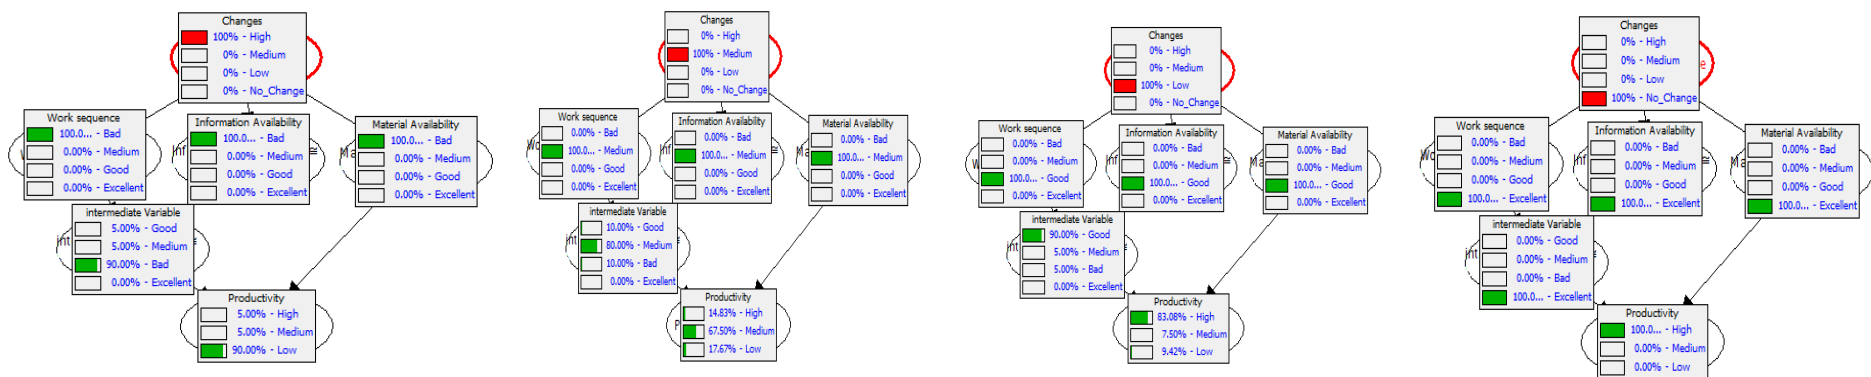 Changes
100% - High
0% - Medium
0% - Low
0% - No_Change
Work sequence
100.0... - Bad
0.00% - Medium
0.00% - Good
0.00% - Excellent
Information Availability
100.0... - Bad
0.00% - Medium
0.00% - Good
0.00% - Excellent
Material Availability
100.0... - Bad
0.00% - Medium
0.00% - Good
0.00% - Excellent
intermediate Variable
5.00% - Good
5.00% - Medium
90.00% - Bad
0.00% - Excellent
Productivity
5.00% - High
5.00% - Medium
90.00% - Low
Changes
0% - High
100% - Medium
0% - Low
0% - No_Change
Work sequence
0.00% - Bad
100.0... - Medium
0.00% - Good
0.00% - Excellent
Information Availability
0.00% - Bad
100.0... - Medium
0.00% - Good
0.00% - Excellent
Material Availability
0.00% - Bad
100.0... - Medium
0.00% - Good
0.00% - Excellent
intermediate Variable
10.00% - Good
80.00% - Medium
10.00% - Bad
0.00% - Excellent
Productivity
14.83% - High
67.50% - Medium
17.67% - Low
Changes
0% - High
0% - Medium
100% - Low
0% - No_Change
Work sequence
0.00% - Bad
0.00% - Medium
100.0... - Good
0.00% - Excellent
Information Availability
0.00% - Bad
0.00% - Medium
100.0... - Good
0.00% - Excellent
Material Availability
0.00% - Bad
0.00% - Medium
100.0... - Good
0.00% - Excellent
intermediate Variable
90.00% - Good
5.00% - Medium
5.00% - Bad
0.00% - Excellent
Productivity
83.08% - High
7.50% - Medium
9.42% - Low
Changes
0% - High
0% - Medium
0% - Low
100% - No_Change
Work sequence
0.00% - Bad
0.00% - Medium
0.00% - Good
100.0... - Excellent
Information Availability
0.00% - Bad
0.00% - Medium
0.00% - Good
100.0... - Excellent
Material Availability
0.00% - Bad
0.00% - Medium
0.00% - Good
100.0... - Excellent
intermediate Variable
0.00% - Good
0.00% - Medium
0.00% - Bad
100.0... - Excellent
Productivity
100.0... - High
0.00% - Medium
0.00% - Low